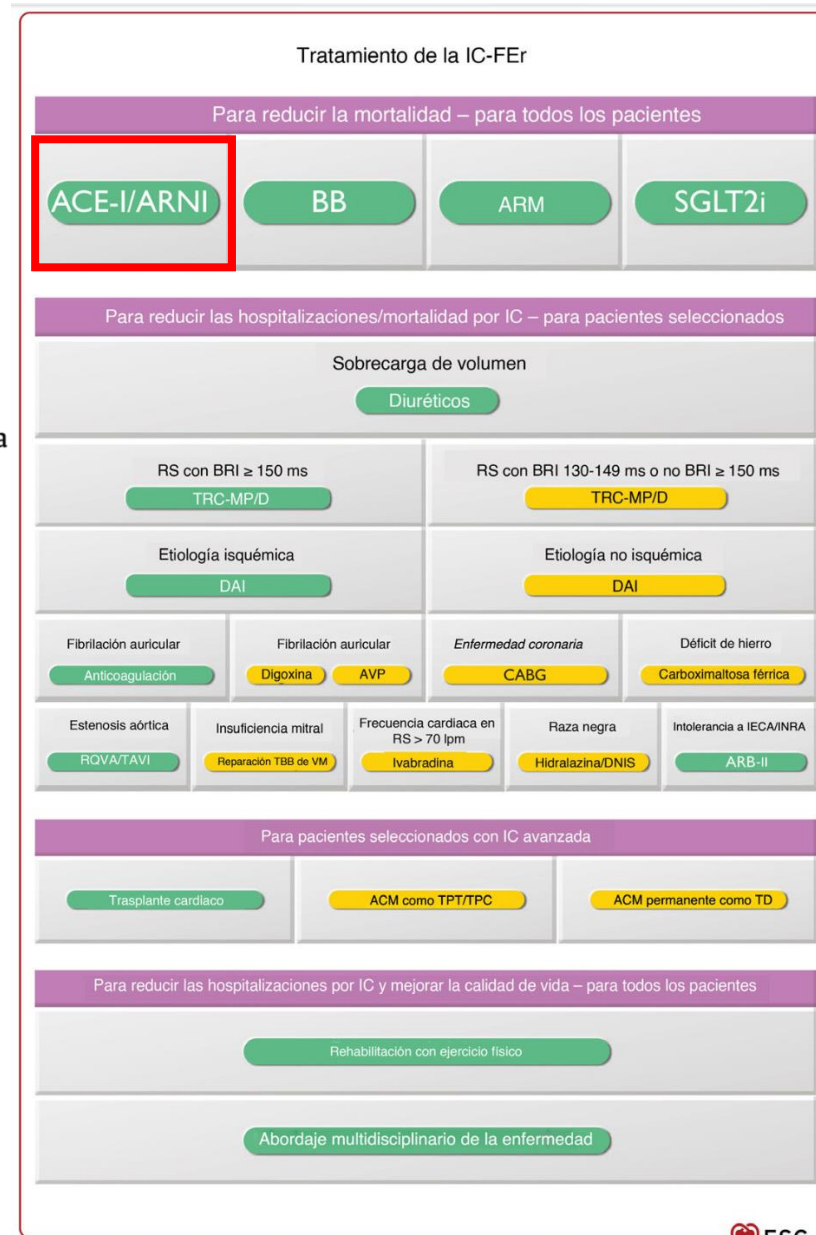 Tratamiento de la IC-FEr
Para reducir la mortalidad – para todos los pacientes
ACE-I/ARNI
BB
ARM
SGLT2i
Para reducir las hospitalizaciones/mortalidad por IC – para pacientes seleccionados
Sobrecarga de volumen
Diuréticos
a
RS con BRI ≥ 150 ms
TRC-MP/D
RS con BRI 130-149 ms o no BRI ≥ 150 ms
TRC-MP/D
Etiología isquémica
DAI
Etiología no isquémica
DAI
Fibrilación auricular
Anticoagulación
Fibrilación auricular
Digoxina
AVP
Enfermedad coronaria
CABG
Déficit de hierro
Carboximaltosa férrica
Estenosis aórtica
RQVA/TAVI
Insuficiencia mitral
Reparación TBB de VM
Frecuencia cardiaca en
RS > 70 lpm
Ivabradina
Raza negra
Hidralazina/DNIS
Intolerancia a IECA/INRA
ARB-II
Para pacientes seleccionados con IC avanzada
Trasplante cardiaco
ACM como TPT/TPC
ACM permanente como TD
Para reducir las hospitalizaciones por IC y mejorar la calidad de vida – para todos los pacientes
Rehabilitación con ejercicio físico
Abordaje multidisciplinario de la enfermedad
ESC